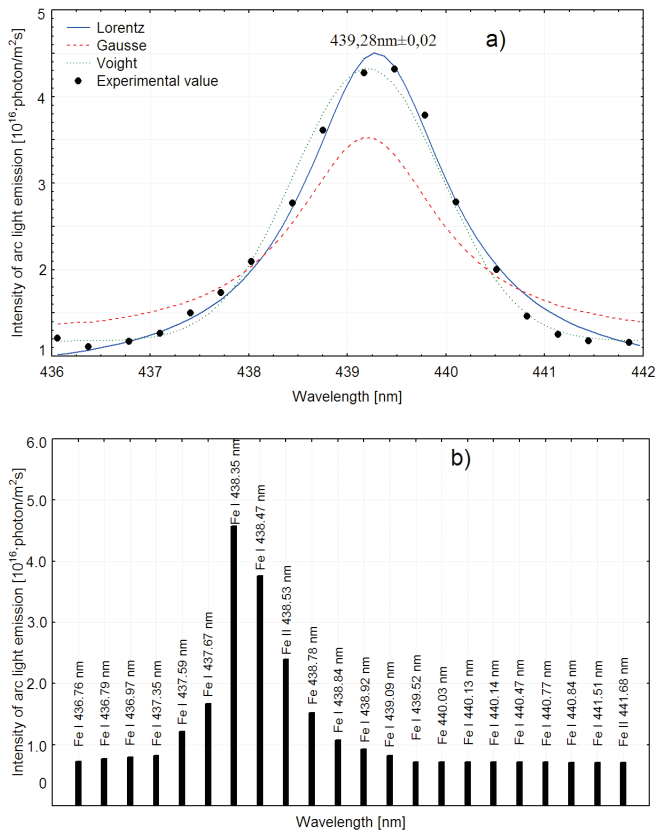 5
4
3
2
1
Lorentz
Gausse
Voight
Experimental value
439,28nm±0,02
a)
Intensity of arc light emission [10¹⁶·photon/m²s]
436
437
438
439
440
441
442
Wavelength [nm]
6.0
5.0
4.0
3.0
2.0
1.0
0
b)
Intensity of arc light emission [10¹⁶·photon/m²s]
Fe I 436.76 nm
Fe I 436.79 nm
Fe I 436.97 nm
Fe I 437.35 nm
Fe I 437.59 nm
Fe I 437.67 nm
Fe I 438.35 nm
Fe I 438.47 nm
Fe II 438.53 nm
Fe 438.78 nm
Fe I 438.84 nm
Fe I 438.92 nm
Fe I 439.09 nm
Fe I 439.52 nm
Fe 440.03 nm
Fe I 440.13 nm
Fe I 440.14 nm
Fe I 440.47 nm
Fe I 440.77 nm
Fe I 440.84 nm
Fe I 441.51 nm
Fe II 441.68 nm
Wavelength [nm]